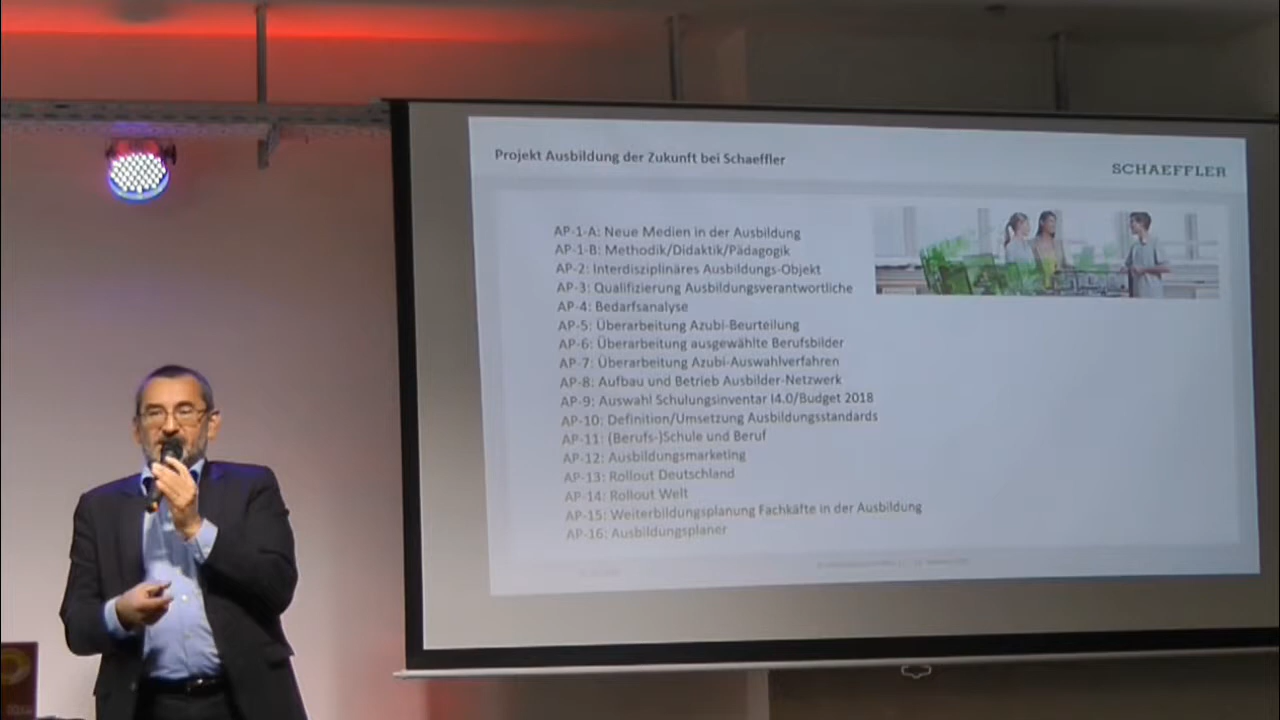 Projekt Ausbildung der Zukunft bei Schaeffler
SCHAEFFLER
AP-1-A: Neue Medien in der Ausbildung
AP-1-B: Methodik/Didaktik/Pädagogik
AP-2: Interdisziplinäres Ausbildungs-Objekt
AP-3: Qualifizierung Ausbildungsverantwortliche
AP-4: Bedarfsanalyse
AP-5: Überarbeitung Azubi-Beurteilung
AP-6: Überarbeitung ausgewählte Berufsbilder
AP-7: Überarbeitung Azubi-Auswahlverfahren
AP-8: Aufbau und Betrieb Ausbilder-Netzwerk
AP-9: Auswahl Schulungsinventar I4.0/Budget 2018
AP-10: Definition/Umsetzung Ausbildungsstandards
AP-11: (Berufs-)Schule und Beruf
AP-12: Ausbildungsmarketing
AP-13: Rollout Deutschland
AP-14: Rollout Welt
AP-15: Weiterbildungsplanung Fachkäfte in der Ausbildung
AP-16: Ausbildungsplaner